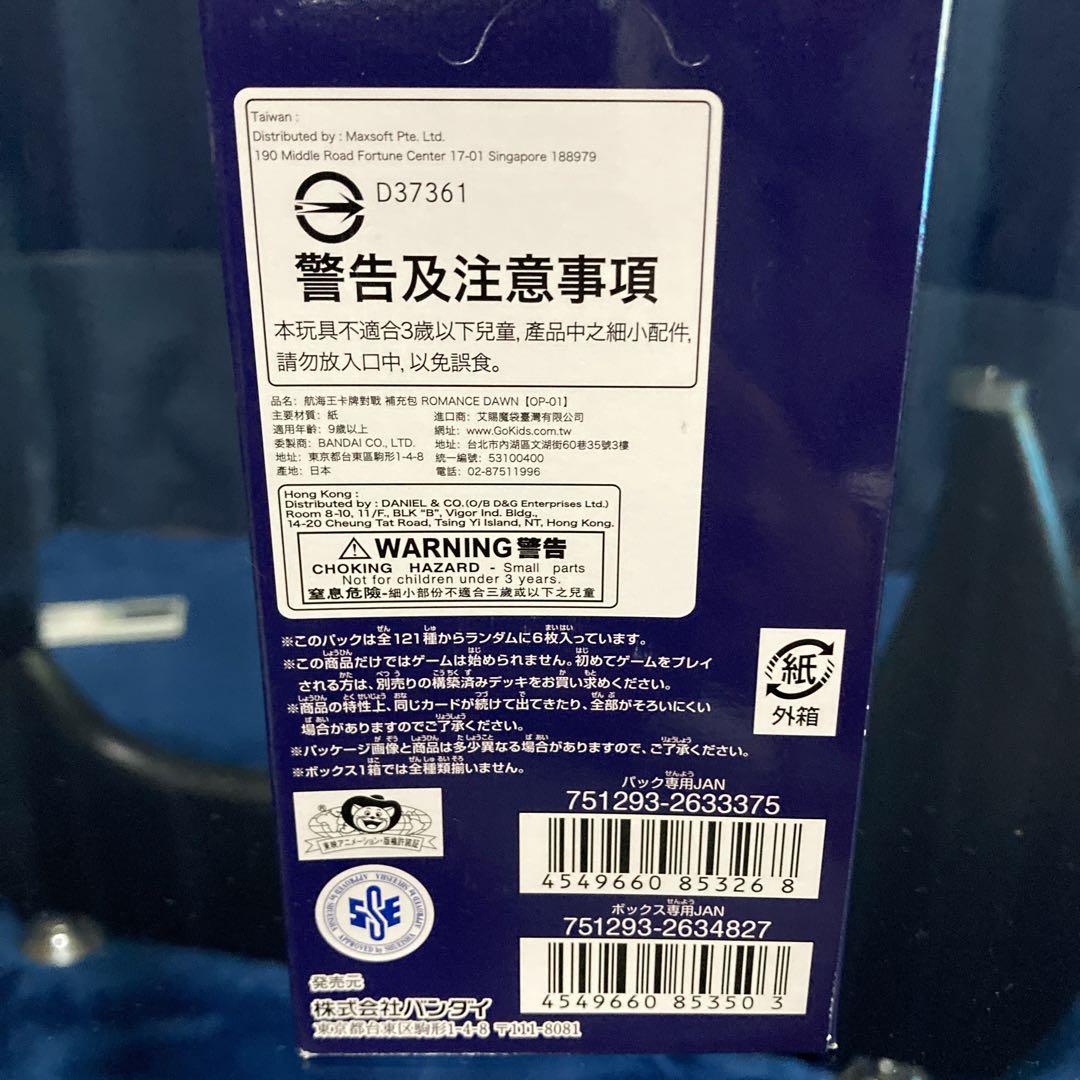 Taiwan :
Distributed by : Maxsoft Pte. Ltd.
190 Middle Road Fortune Center 17-01 Singapore 188979
D37361
警告及注意事項
本玩具不適合3歲以下兒童, 產品中之細小配件,
請勿放入口中, 以免誤食。
品名: 航海王卡牌對戰 補充包 ROMANCE DAWN【OP-01】
主要材質: 紙
適用年齡: 9歲以上
委製商: BANDAI CO., LTD.
地址: 東京都台東區駒形1-4-8
產地: 日本
進口商: 艾賜魔袋臺灣有限公司
網址: www.GoKids.com.tw
地址: 台北市內湖區文湖街60巷35號3樓
統一編號: 53100400
電話: 02-87511996
Hong Kong :
Distributed by : DANIEL & CO.(O/B D&G Enterprises Ltd.)
Room 8-10, 11/F., BLK "B", Vigor Ind. Bldg.,
14-20 Cheung Tat Road, Tsing Yi Island, NT, Hong Kong.
⚠WARNING 警告
CHOKING HAZARD - Small parts
Not for children under 3 years.
窒息危險-細小部份不適合三歲或以下之兒童
※このパックは全121種からランダムに6枚入っています。
※この商品だけではゲームは始められません。初めてゲームをプレイ
される方は、別売りの構築済みデッキをお買い求めください。
※商品の特性上、同じカードが続けて出てきたり、全部がそろいにくい
場合がありますのでご了承ください。
※パッケージ画像と商品は多少異なる場合がありますので、ご了承ください。
※ボックス1箱では全種類揃いません。
紙
外箱
パック専用JAN
751293-2633375
4549660 85326 8
ボックス専用JAN
751293-2634827
4549660 85350 3
東映アニメーション・版権許諾証
APPROVED by SHUEISHA
発売元
株式会社バンダイ
東京都台東区駒形1-4-8 〒111-8081